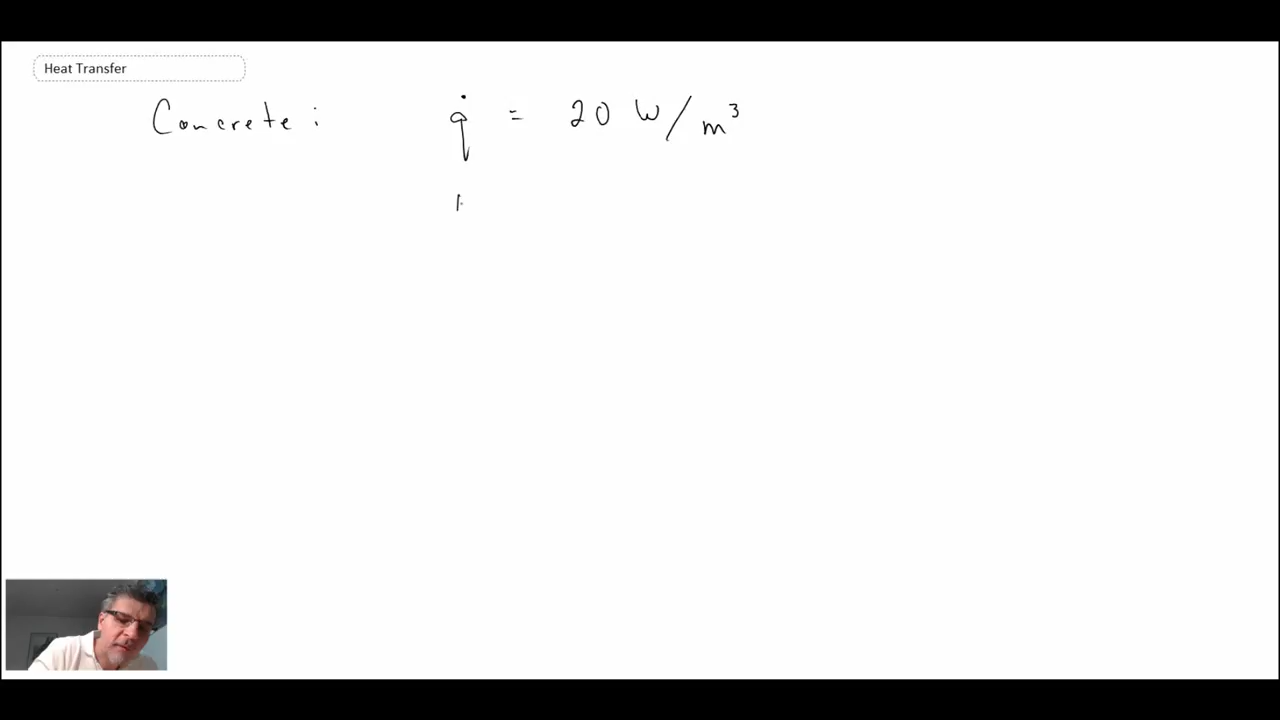 Heat Transfer
Concrete : q̇ = 20 W/m³